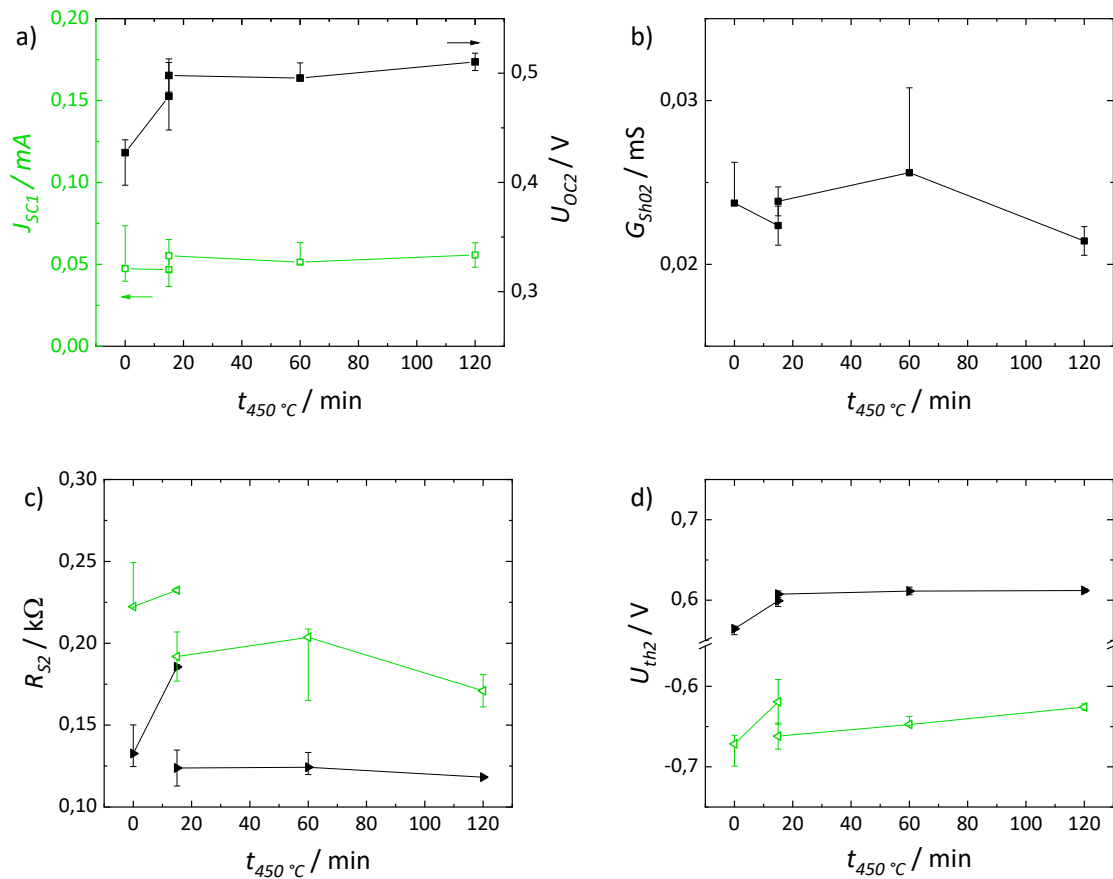 a)
0,20
0,15
0,10
0,05
0,00
J_SC1 / mA
0,5
0,4
0,3
U_OC2 / V
0 20 40 60 80 100 120
t_450 °C / min
b)
0,03
0,02
G_Sh02 / mS
0 20 40 60 80 100 120
t_450 °C / min
c)
0,30
0,25
0,20
0,15
0,10
R_S2 / kΩ
0 20 40 60 80 100 120
t_450 °C / min
d)
0,7
0,6
-0,6
-0,7
U_th2 / V
0 20 40 60 80 100 120
t_450 °C / min